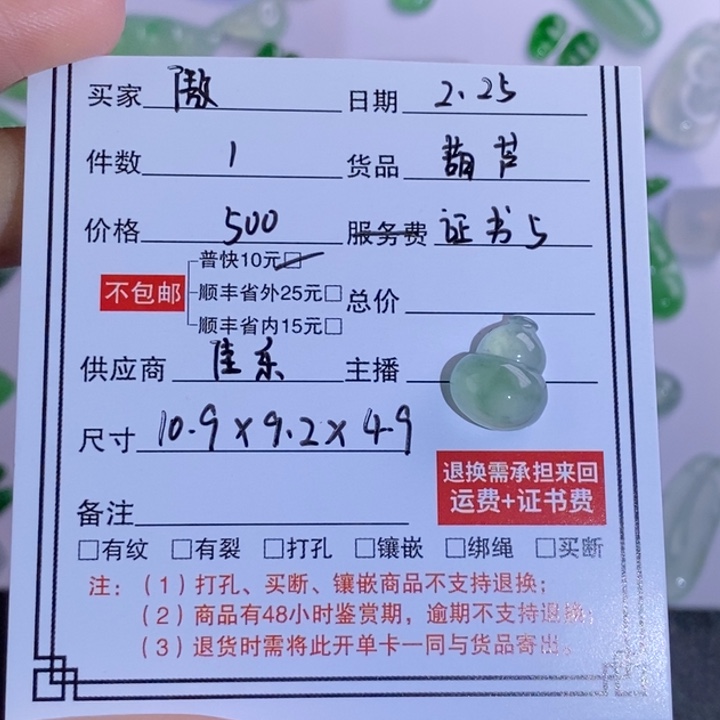 买家 隞 日期 2.25
件数 1 货品 葫芦
价格 500 服务费 证书5
不包邮
普快10元☑
顺丰省外25元□
顺丰省内15元□
总价
供应商 佳东 主播
尺寸 10.9×9.2×4.9
退换需承担来回
运费+证书费
备注
□有纹 □有裂 □打孔 □镶嵌 □绑绳 □买断
注:(1)打孔、买断、镶嵌商品不支持退换;
(2)商品有48小时鉴赏期,逾期不支持退换;
(3)退货时需将此开单卡一同与货品寄出。